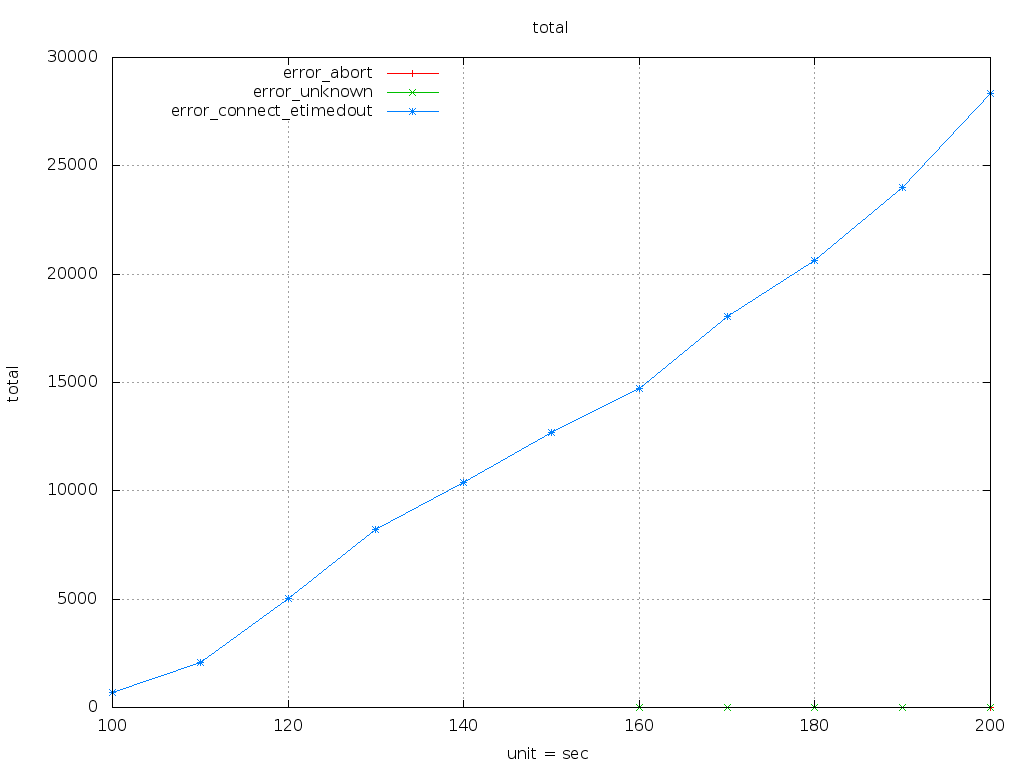 total
30000
25000
20000
15000
10000
5000
0
total
error_abort
error_unknown
error_connect_etimedout
100 120 140 160 180 200
unit = sec